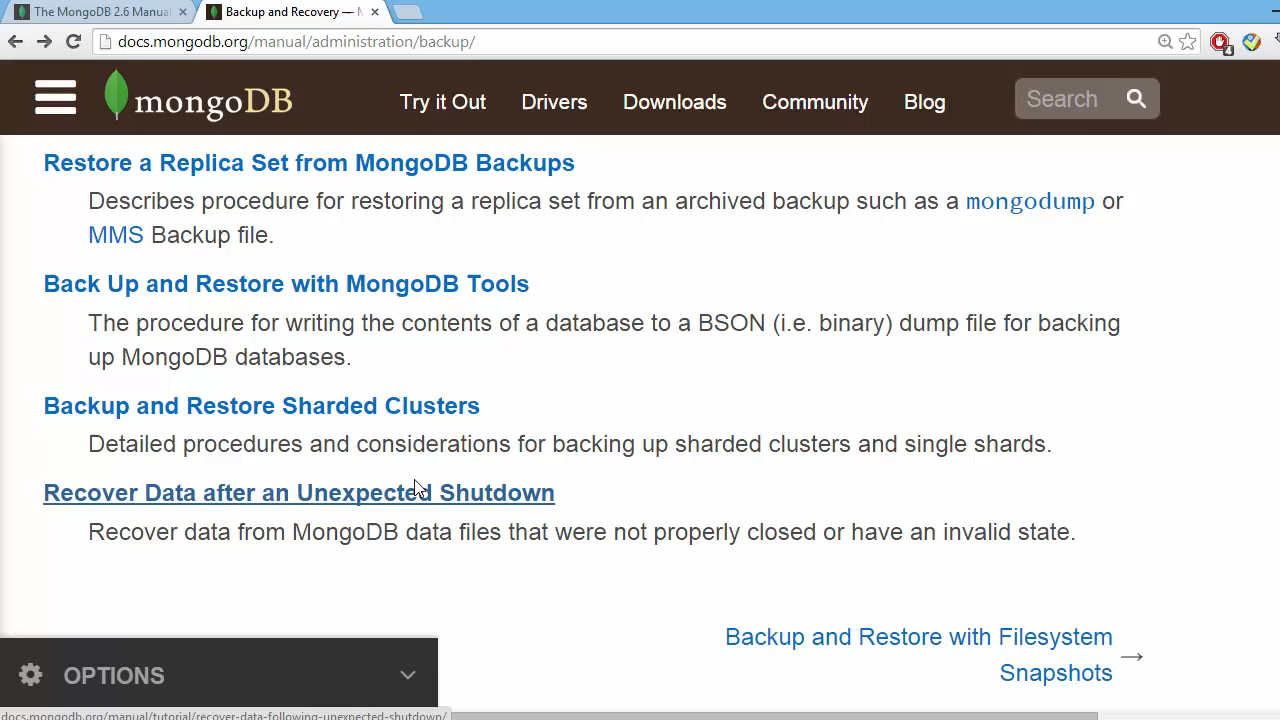 The MongoDB 2.6 Manual
Backup and Recovery —
docs.mongodb.org/manual/administration/backup/
4
mongoDB
Try it Out
Drivers
Downloads
Community
Blog
Search
Restore a Replica Set from MongoDB Backups
Describes procedure for restoring a replica set from an archived backup such as a mongodump or
MMS Backup file.
Back Up and Restore with MongoDB Tools
The procedure for writing the contents of a database to a BSON (i.e. binary) dump file for backing
up MongoDB databases.
Backup and Restore Sharded Clusters
Detailed procedures and considerations for backing up sharded clusters and single shards.
Recover Data after an Unexpected Shutdown
Recover data from MongoDB data files that were not properly closed or have an invalid state.
Backup and Restore with Filesystem
Snapshots →
OPTIONS
docs.mongodb.org/manual/tutorial/recover-data-following-unexpected-shutdown/